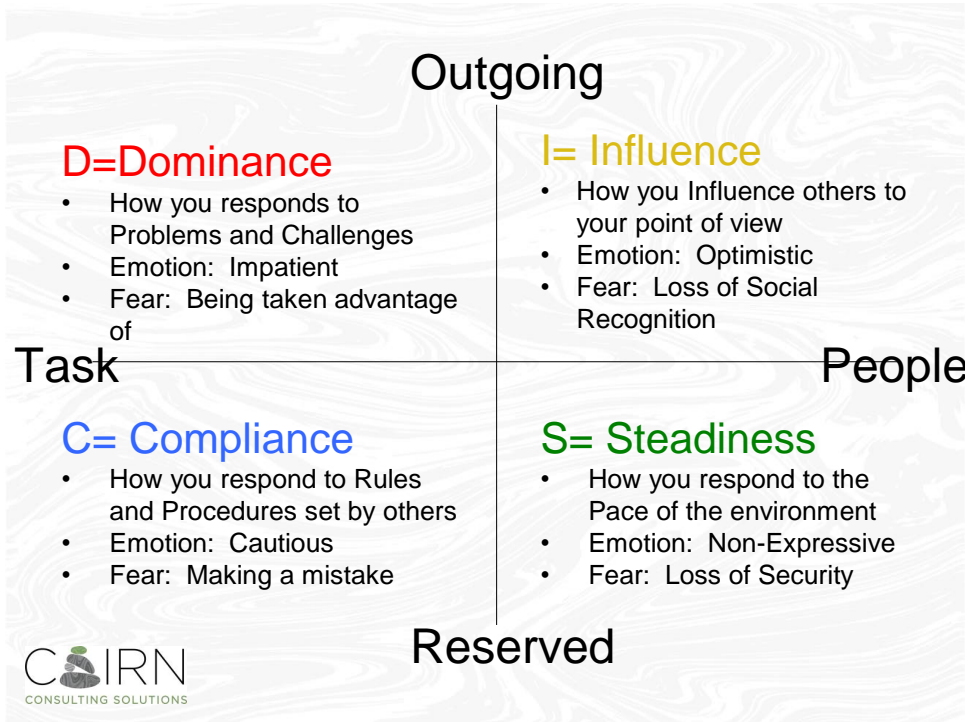 Outgoing
D=Dominance
• How you responds to
Problems and Challenges
• Emotion: Impatient
• Fear: Being taken advantage
of
I= Influence
• How you Influence others to
your point of view
• Emotion: Optimistic
• Fear: Loss of Social
Recognition
Task
People
C= Compliance
• How you respond to Rules
and Procedures set by others
• Emotion: Cautious
• Fear: Making a mistake
S= Steadiness
• How you respond to the
Pace of the environment
• Emotion: Non-Expressive
• Fear: Loss of Security
Reserved
CAIRN
CONSULTING SOLUTIONS